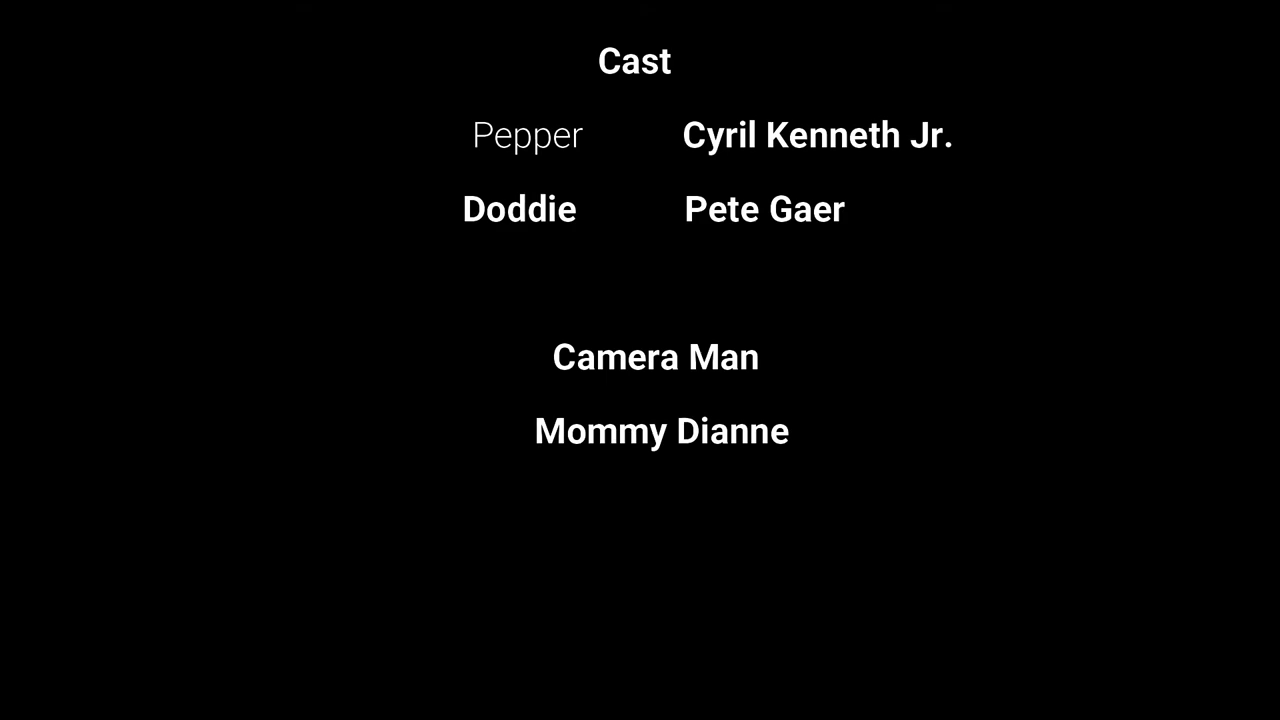 Cast
Pepper Cyril Kenneth Jr.
Doddie Pete Gaer
Camera Man
Mommy Dianne